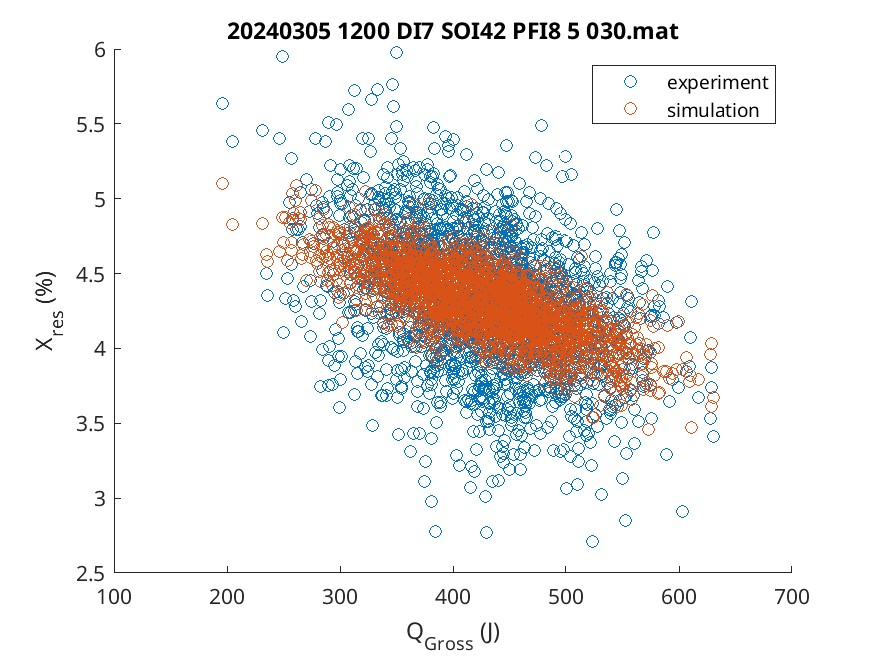 20240305 1200 DI7 SOI42 PFI8 5 030.mat
experiment
simulation
6
5.5
5
4.5
4
3.5
3
2.5
X_res (%)
100 200 300 400 500 600 700
Q_Gross (J)